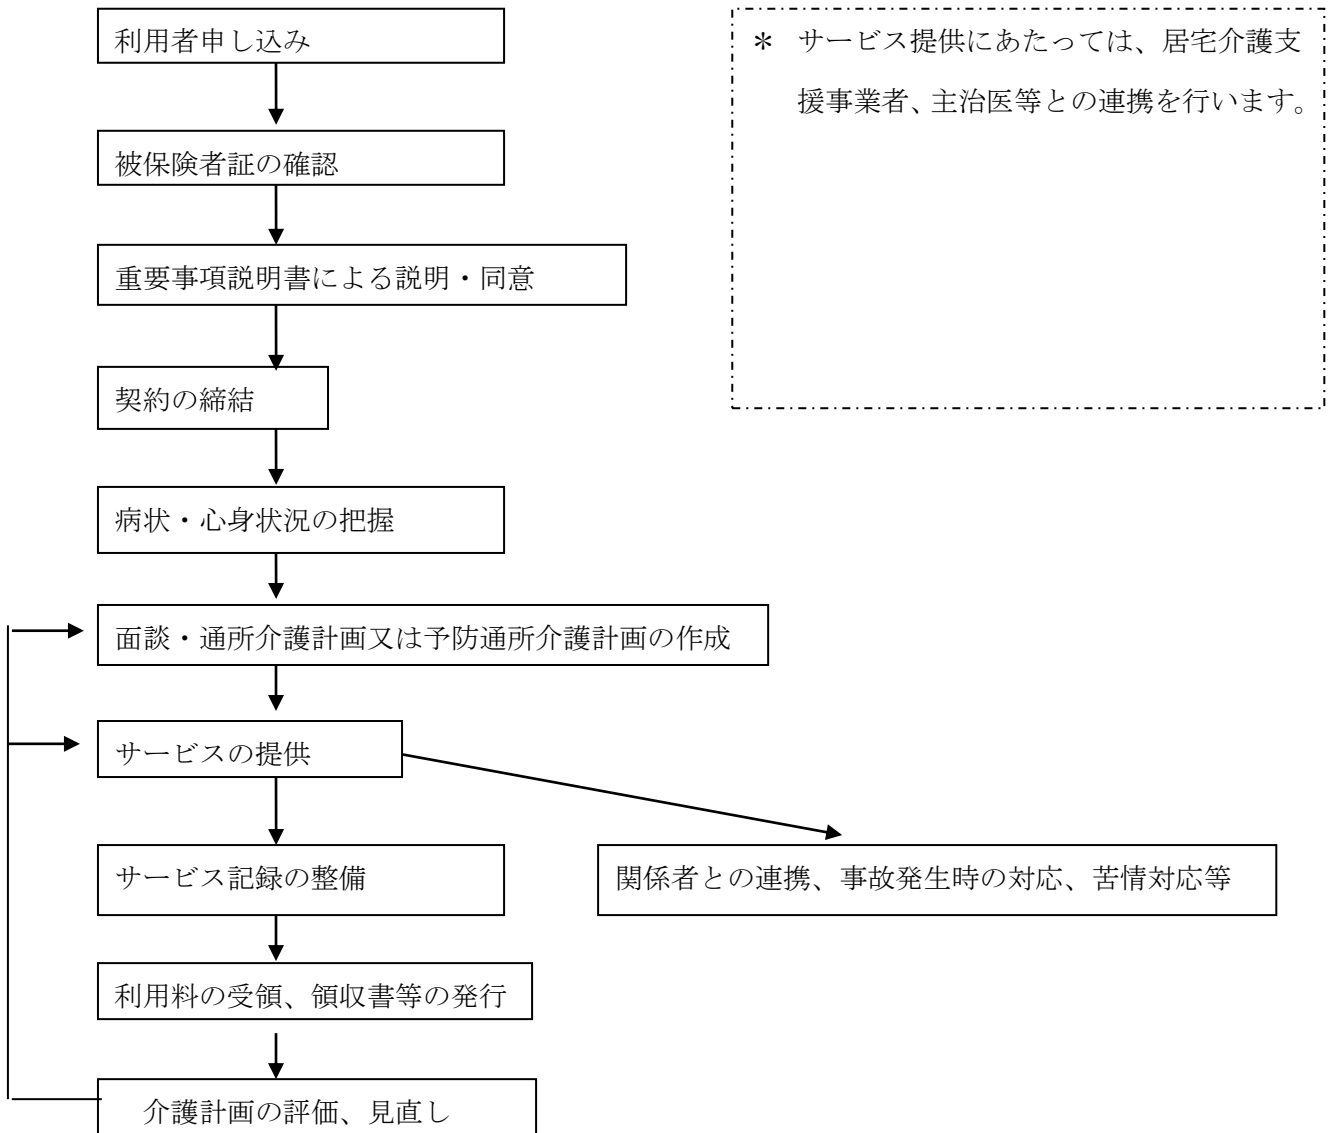 利用者申し込み
＊ サービス提供にあたっては、居宅介護支
援事業者、主治医等との連携を行います。
被保険者証の確認
重要事項説明書による説明・同意
契約の締結
病状・心身状況の把握
面談・通所介護計画又は予防通所介護計画の作成
サービスの提供
サービス記録の整備
関係者との連携、事故発生時の対応、苦情対応等
利用料の受領、領収書等の発行
介護計画の評価、見直し